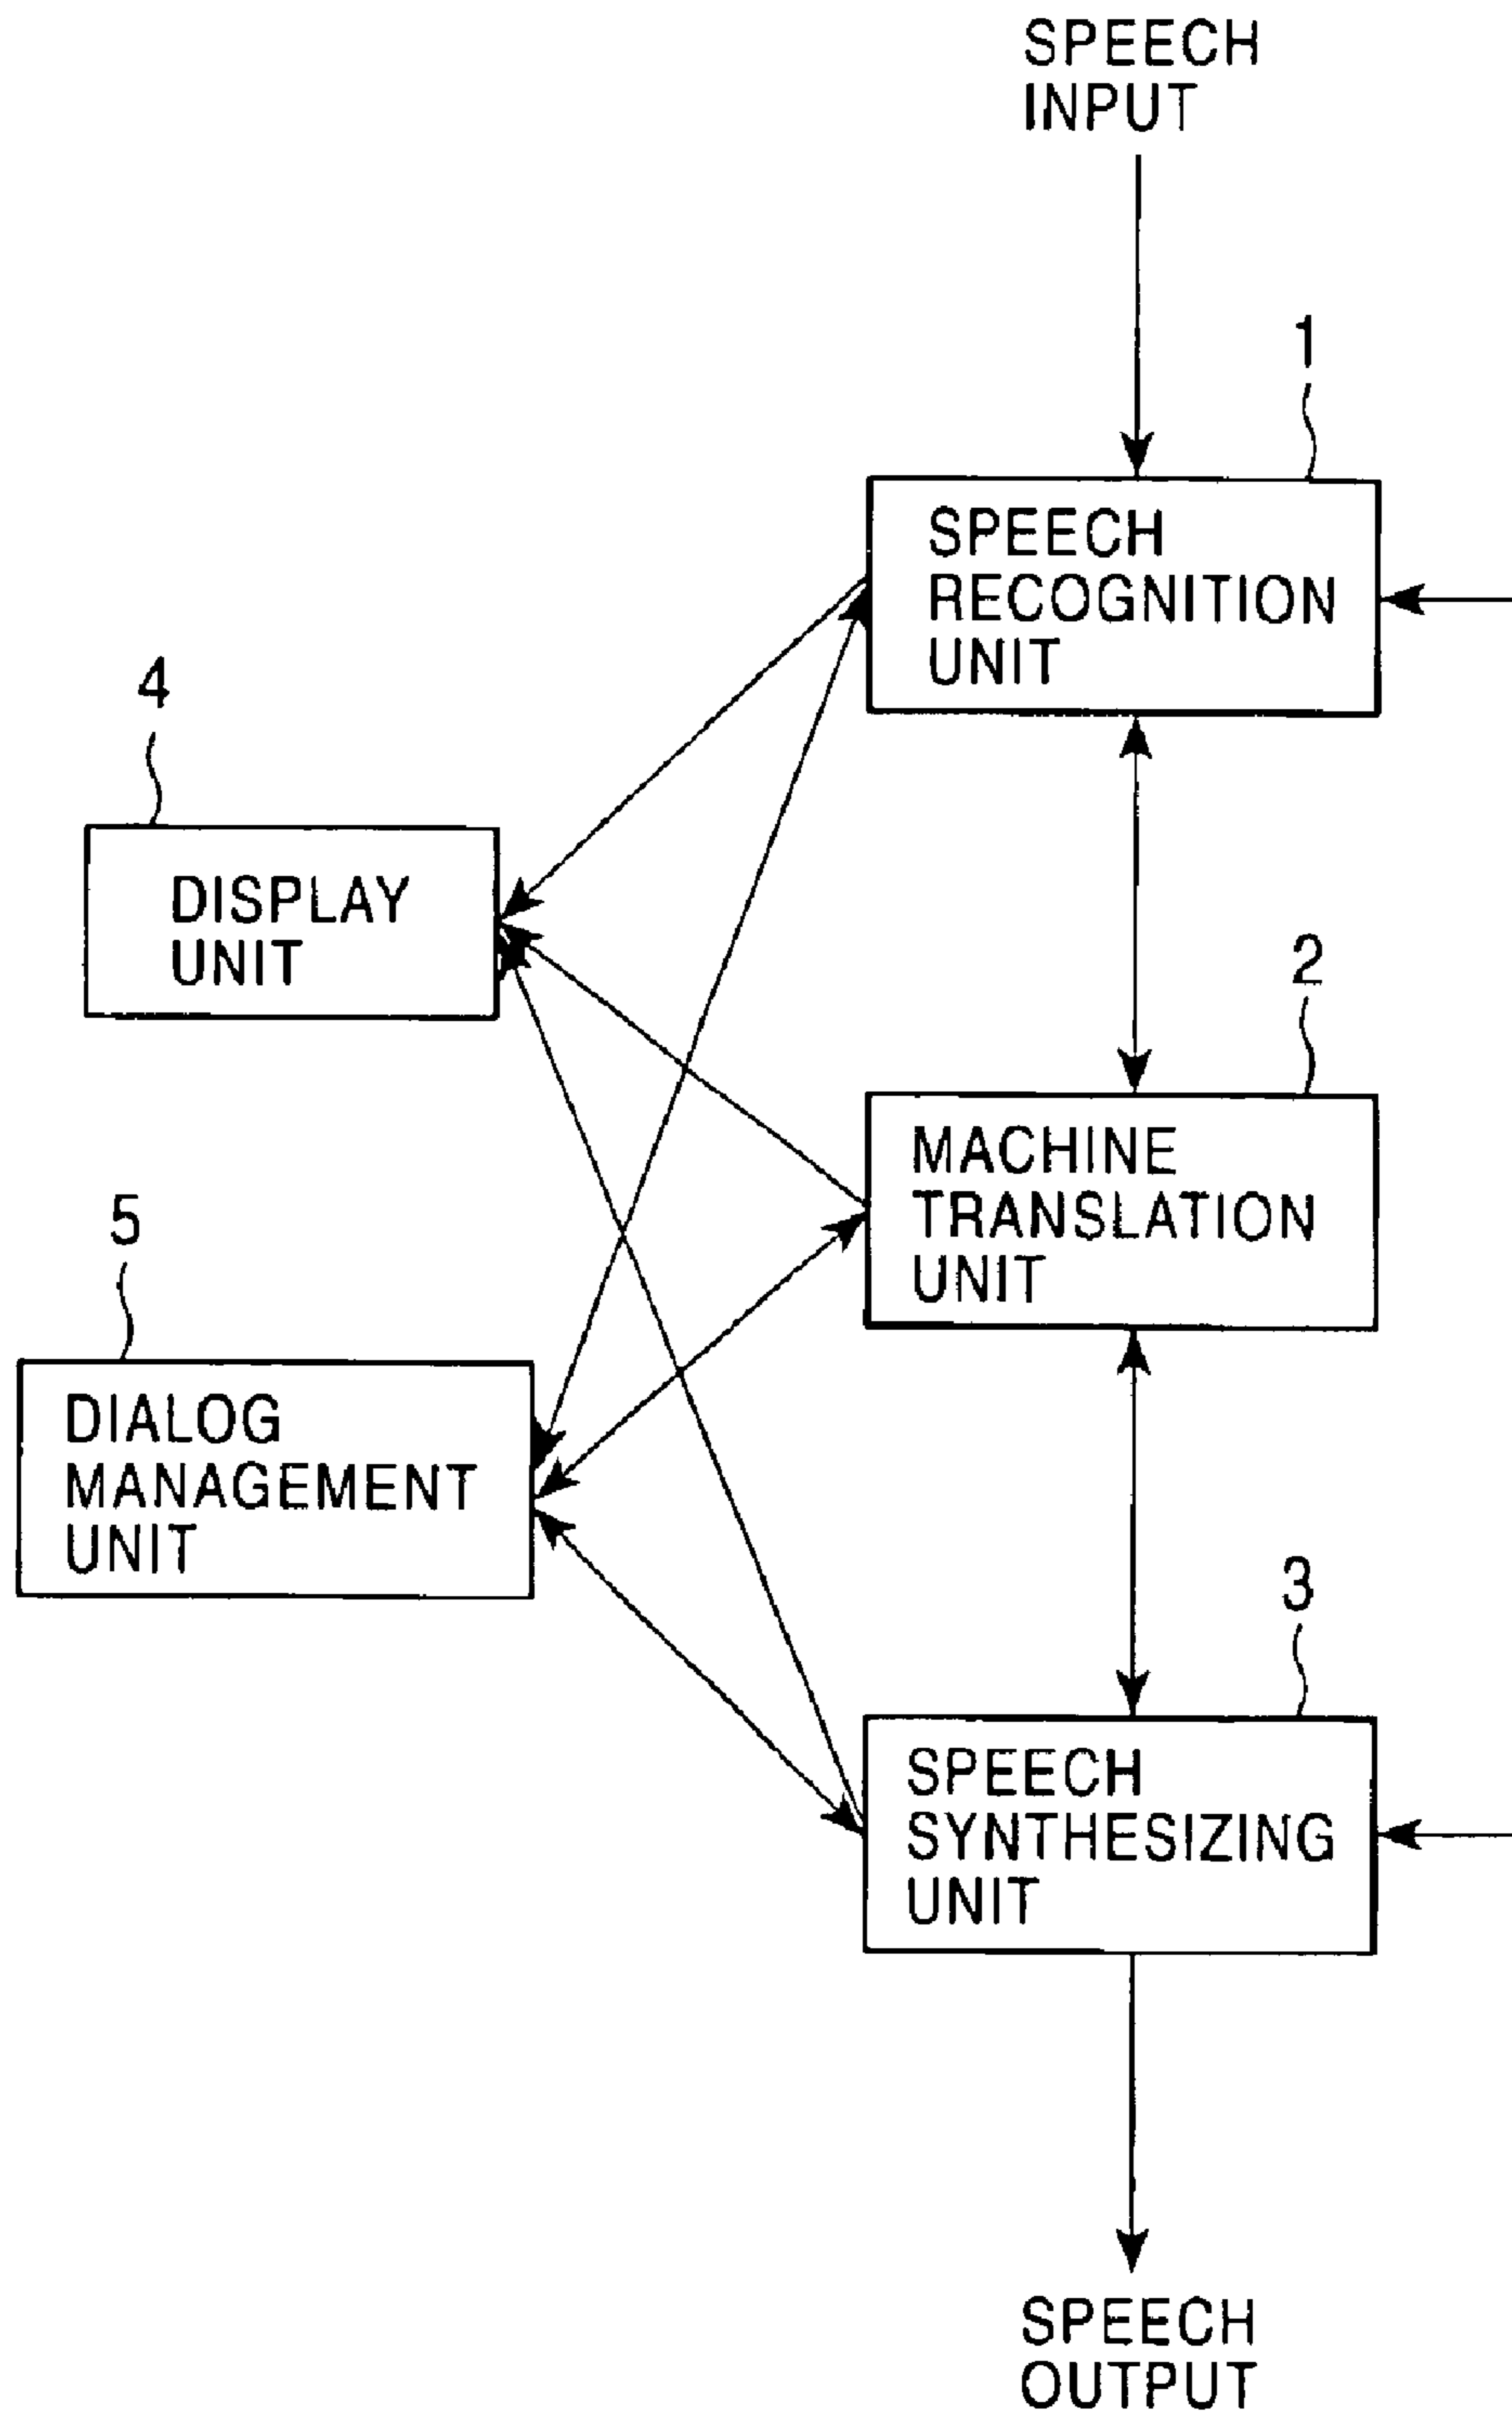 SPEECH
INPUT
1
SPEECH
RECOGNITION
UNIT
4
DISPLAY
UNIT
2
MACHINE
TRANSLATION
UNIT
5
DIALOG
MANAGEMENT
UNIT
3
SPEECH
SYNTHESIZING
UNIT
SPEECH
OUTPUT